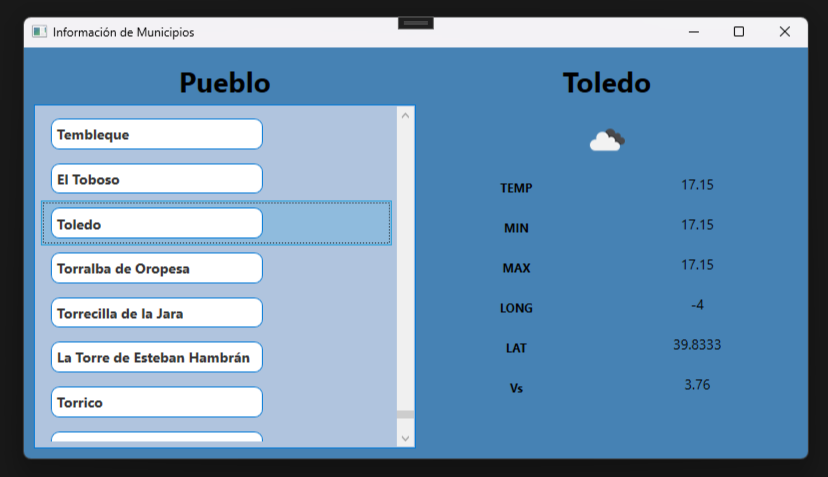 Información de Municipios
Pueblo
Tembleque
El Toboso
Toledo
Torralba de Oropesa
Torrecilla de la Jara
La Torre de Esteban Hambrán
Torrico
Toledo
TEMP 17.15
MIN 17.15
MAX 17.15
LONG -4
LAT 39.8333
Vs 3.76